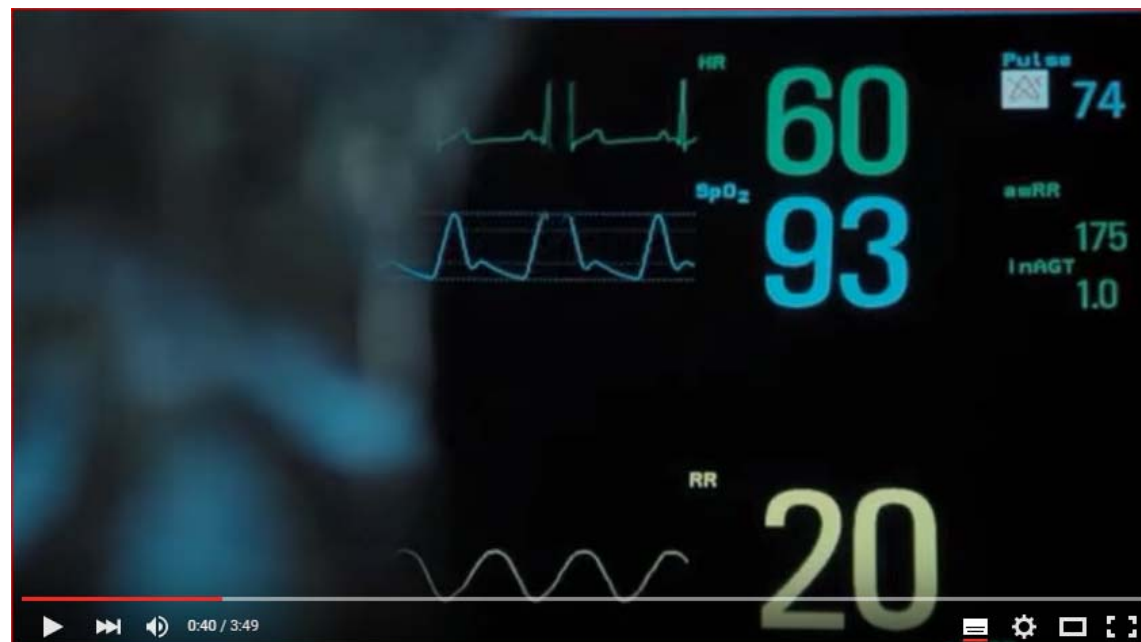 HR
60
Pulse
74
SpO₂
93
awRR
175
InAGT
1.0
RR
20
0:40 / 3:49